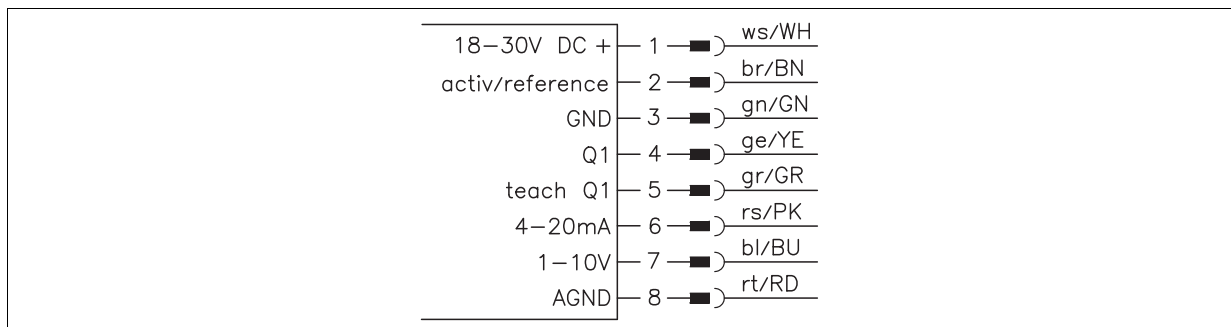 18-30V DC + 1 ws/WH
activ/reference 2 br/BN
GND 3 gn/GN
Q1 4 ge/YE
teach Q1 5 gr/GR
4-20mA 6 rs/PK
1-10V 7 bl/BU
AGND 8 rt/RD